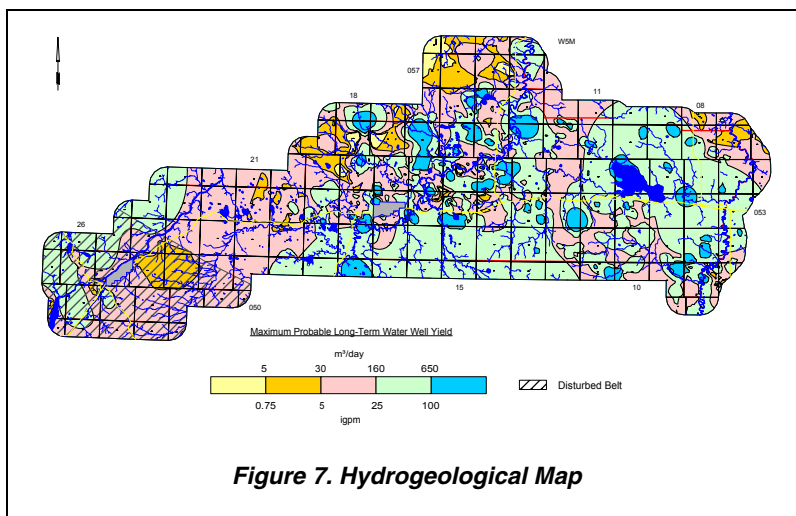 W5M
057
18
11
08
21
053
26
15
10
050
Maximum Probable Long-Term Water Well Yield
m³/day
5 30 160 650
Disturbed Belt
0.75 5 25 100
igpm
Figure 7. Hydrogeological Map